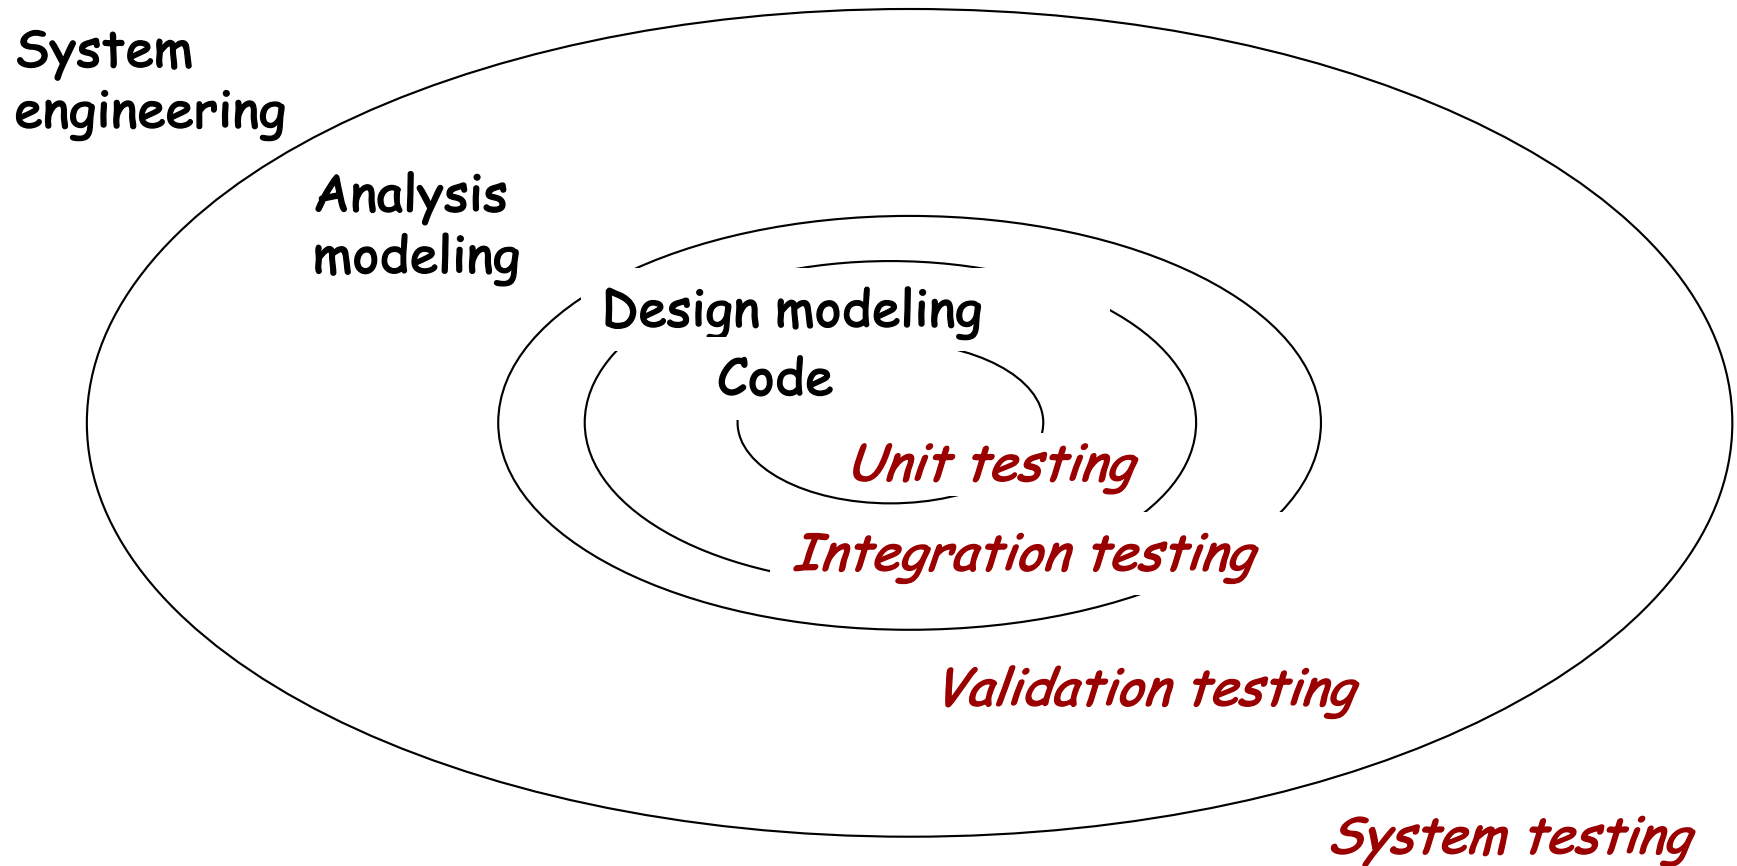 System
engineering
Analysis
modeling
Design modeling
Code
Unit testing
Integration testing
Validation testing
System testing